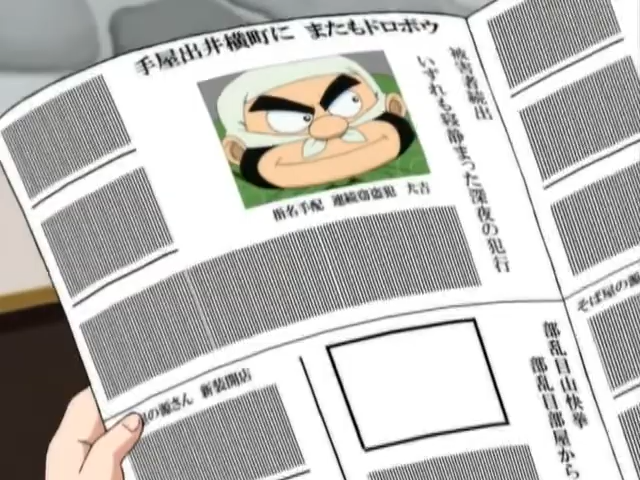 手屋出井横町に またもドロボウ
被害者続出
いずれも寝静まった深夜の犯行
指名手配 連続窃盗犯 大吉
そば屋の源
の源さん 新装開店
部乱目山快挙
部乱目部屋から